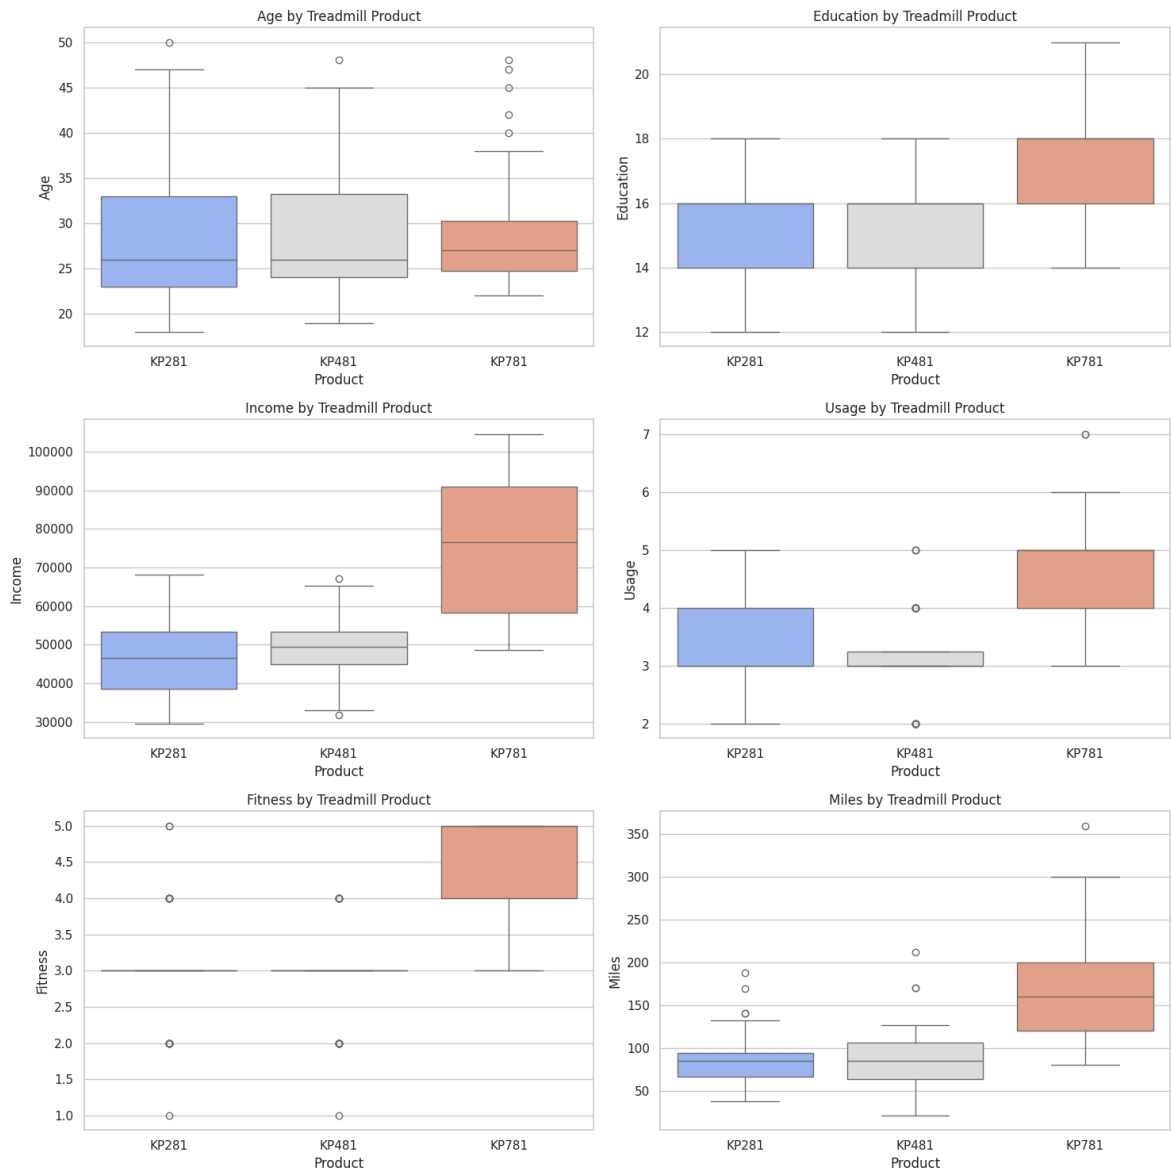 Age by Treadmill Product
50
45
40
35
30
25
20
Age
KP281 KP481 KP781
Product
Education by Treadmill Product
20
18
16
14
12
Education
KP281 KP481 KP781
Product
Income by Treadmill Product
100000
90000
80000
70000
60000
50000
40000
30000
Income
KP281 KP481 KP781
Product
Usage by Treadmill Product
7
6
5
4
3
2
Usage
KP281 KP481 KP781
Product
Fitness by Treadmill Product
5.0
4.5
4.0
3.5
3.0
2.5
2.0
1.5
1.0
Fitness
KP281 KP481 KP781
Product
Miles by Treadmill Product
350
300
250
200
150
100
50
Miles
KP281 KP481 KP781
Product